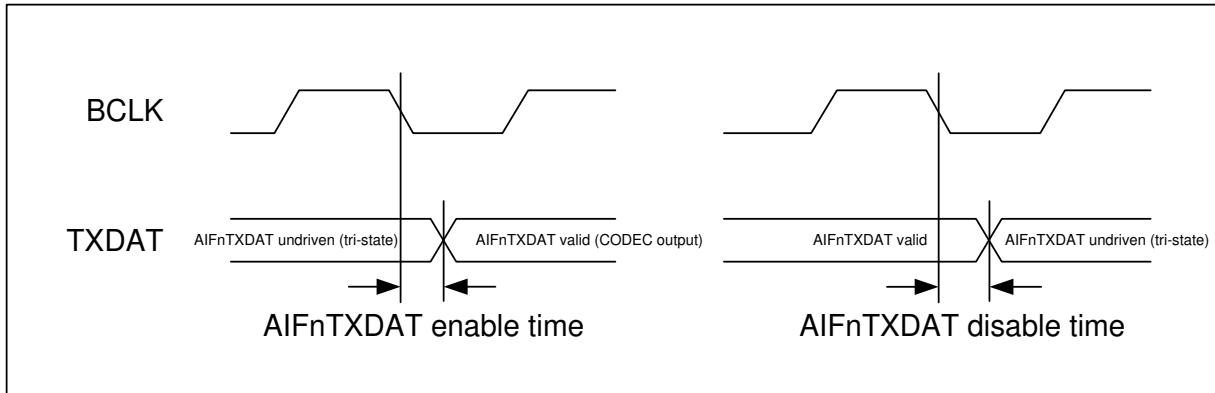 BCLK
TXDAT
AIFnTXDAT undriven (tri-state)
AIFnTXDAT valid (CODEC output)
AIFnTXDAT valid
AIFnTXDAT undriven (tri-state)
AIFnTXDAT enable time
AIFnTXDAT disable time